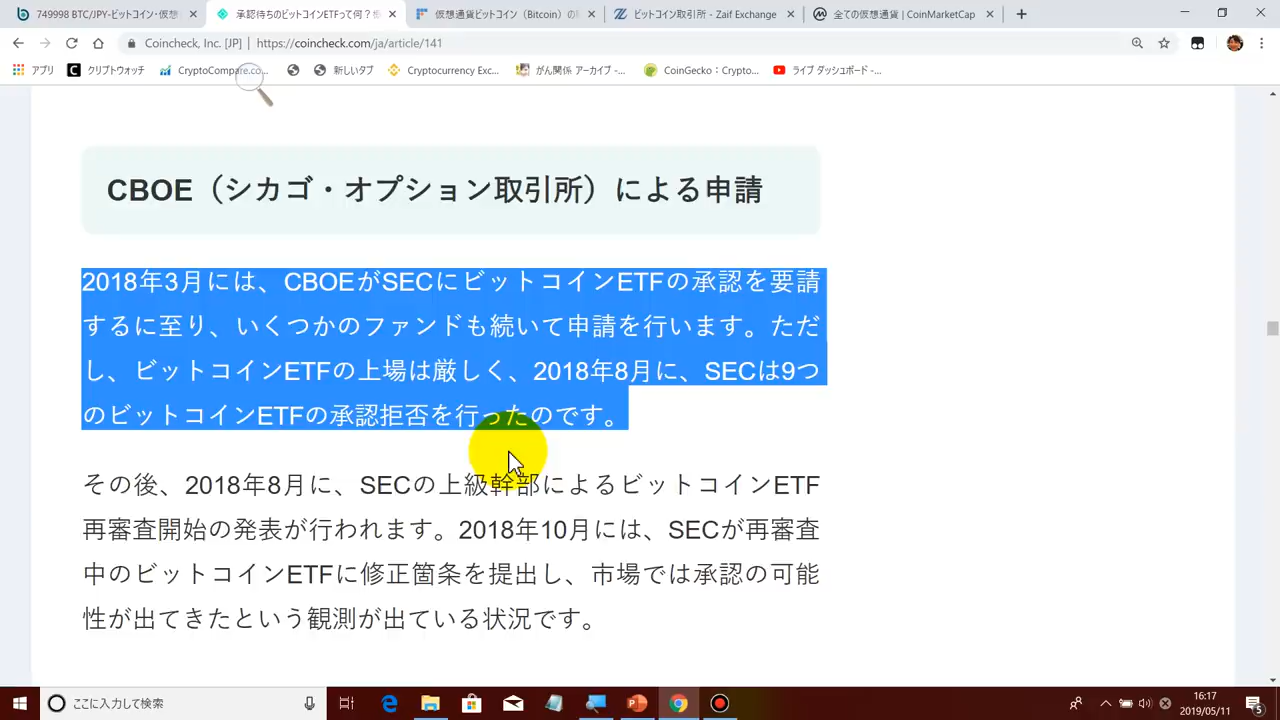 749998 BTC/JPY-ビットコイン・仮想
承認待ちのビットコインETFって何？
仮想通貨ビットコイン（Bitcoin）の
ビットコイン取引所 - Zaif Exchange
全ての仮想通貨 | CoinMarketCap
Coincheck, Inc. [JP] | https://coincheck.com/ja/article/141
アプリ
クリプトウォッチ
CryptoCompare.co...
新しいタブ
Cryptocurrency Exc...
がん関係 アーカイブ -...
CoinGecko：Crypto...
ライブ ダッシュボード -...
CBOE（シカゴ・オプション取引所）による申請
2018年3月には、CBOEがSECにビットコインETFの承認を要請
するに至り、いくつかのファンドも続いて申請を行います。ただ
し、ビットコインETFの上場は厳しく、2018年8月に、SECは9つ
のビットコインETFの承認拒否を行ったのです。
その後、2018年8月に、SECの上級幹部によるビットコインETF
再審査開始の発表が行われます。2018年10月には、SECが再審査
中のビットコインETFに修正箇条を提出し、市場では承認の可能
性が出てきたという観測が出ている状況です。
ここに入力して検索
16:17
2019/05/11
5